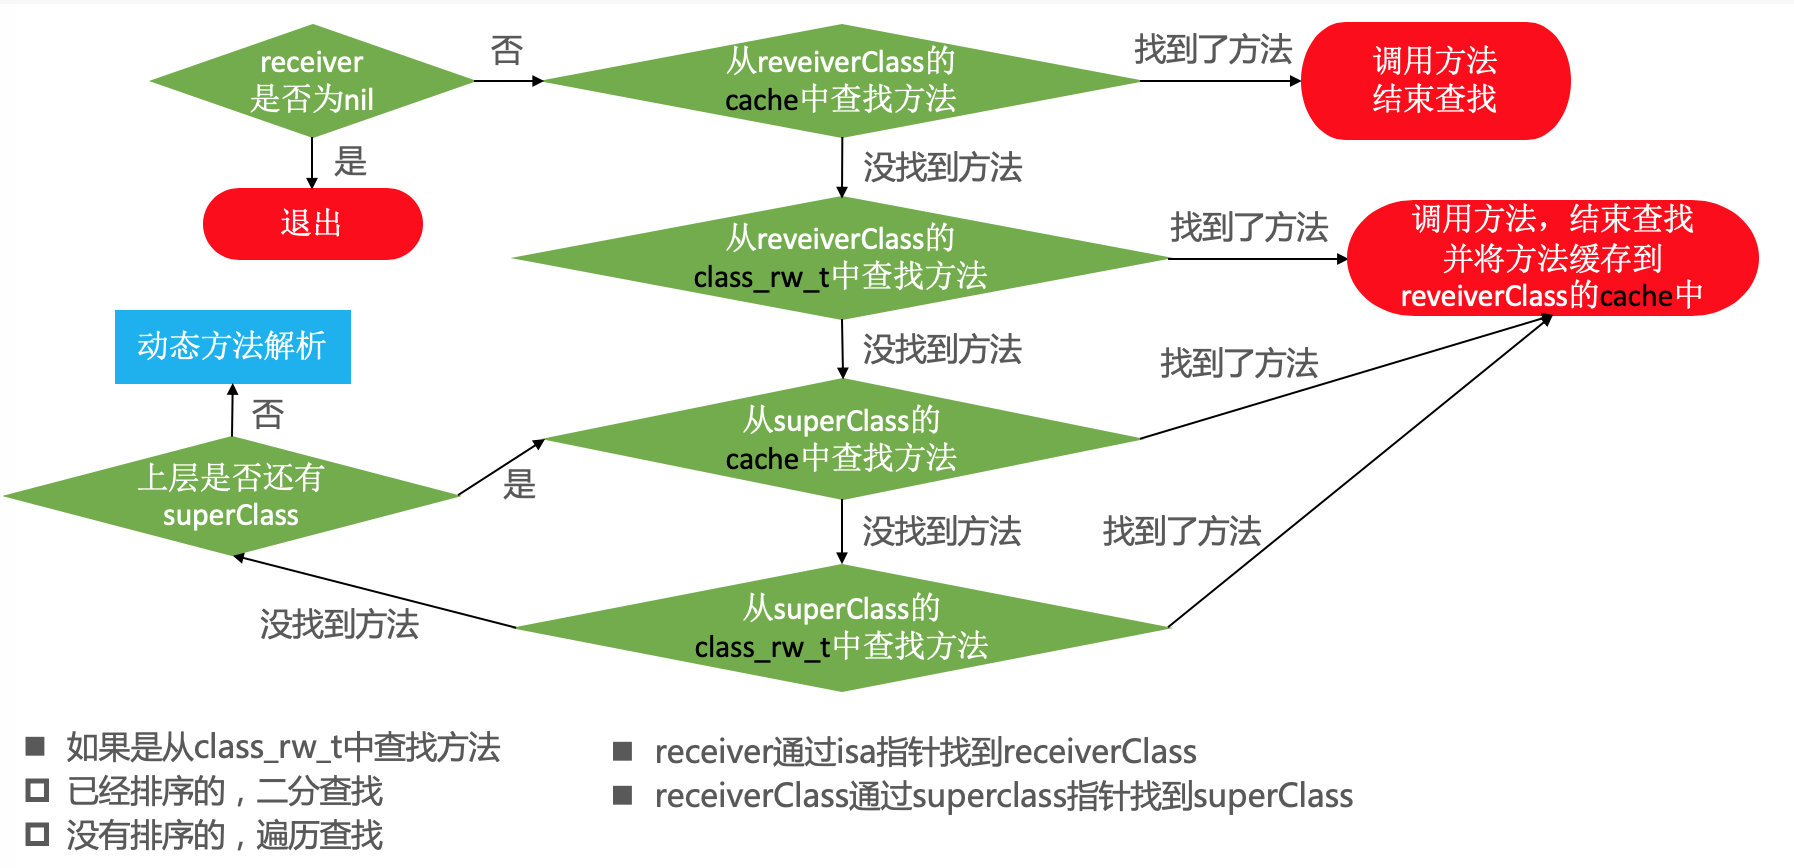 receiver
是否为nil
否
从reveiverClass的
cache中查找方法
找到了方法
调用方法
结束查找
是
没找到方法
退出
从reveiverClass的
class_rw_t中查找方法
找到了方法
调用方法，结束查找
并将方法缓存到
reveiverClass的cache中
动态方法解析
没找到方法
找到了方法
否
从superClass的
cache中查找方法
上层是否还有
superClass
是
没找到方法
找到了方法
没找到方法
从superClass的
class_rw_t中查找方法
如果是从class_rw_t中查找方法
已经排序的，二分查找
没有排序的，遍历查找
receiver通过isa指针找到receiverClass
receiverClass通过superclass指针找到superClass